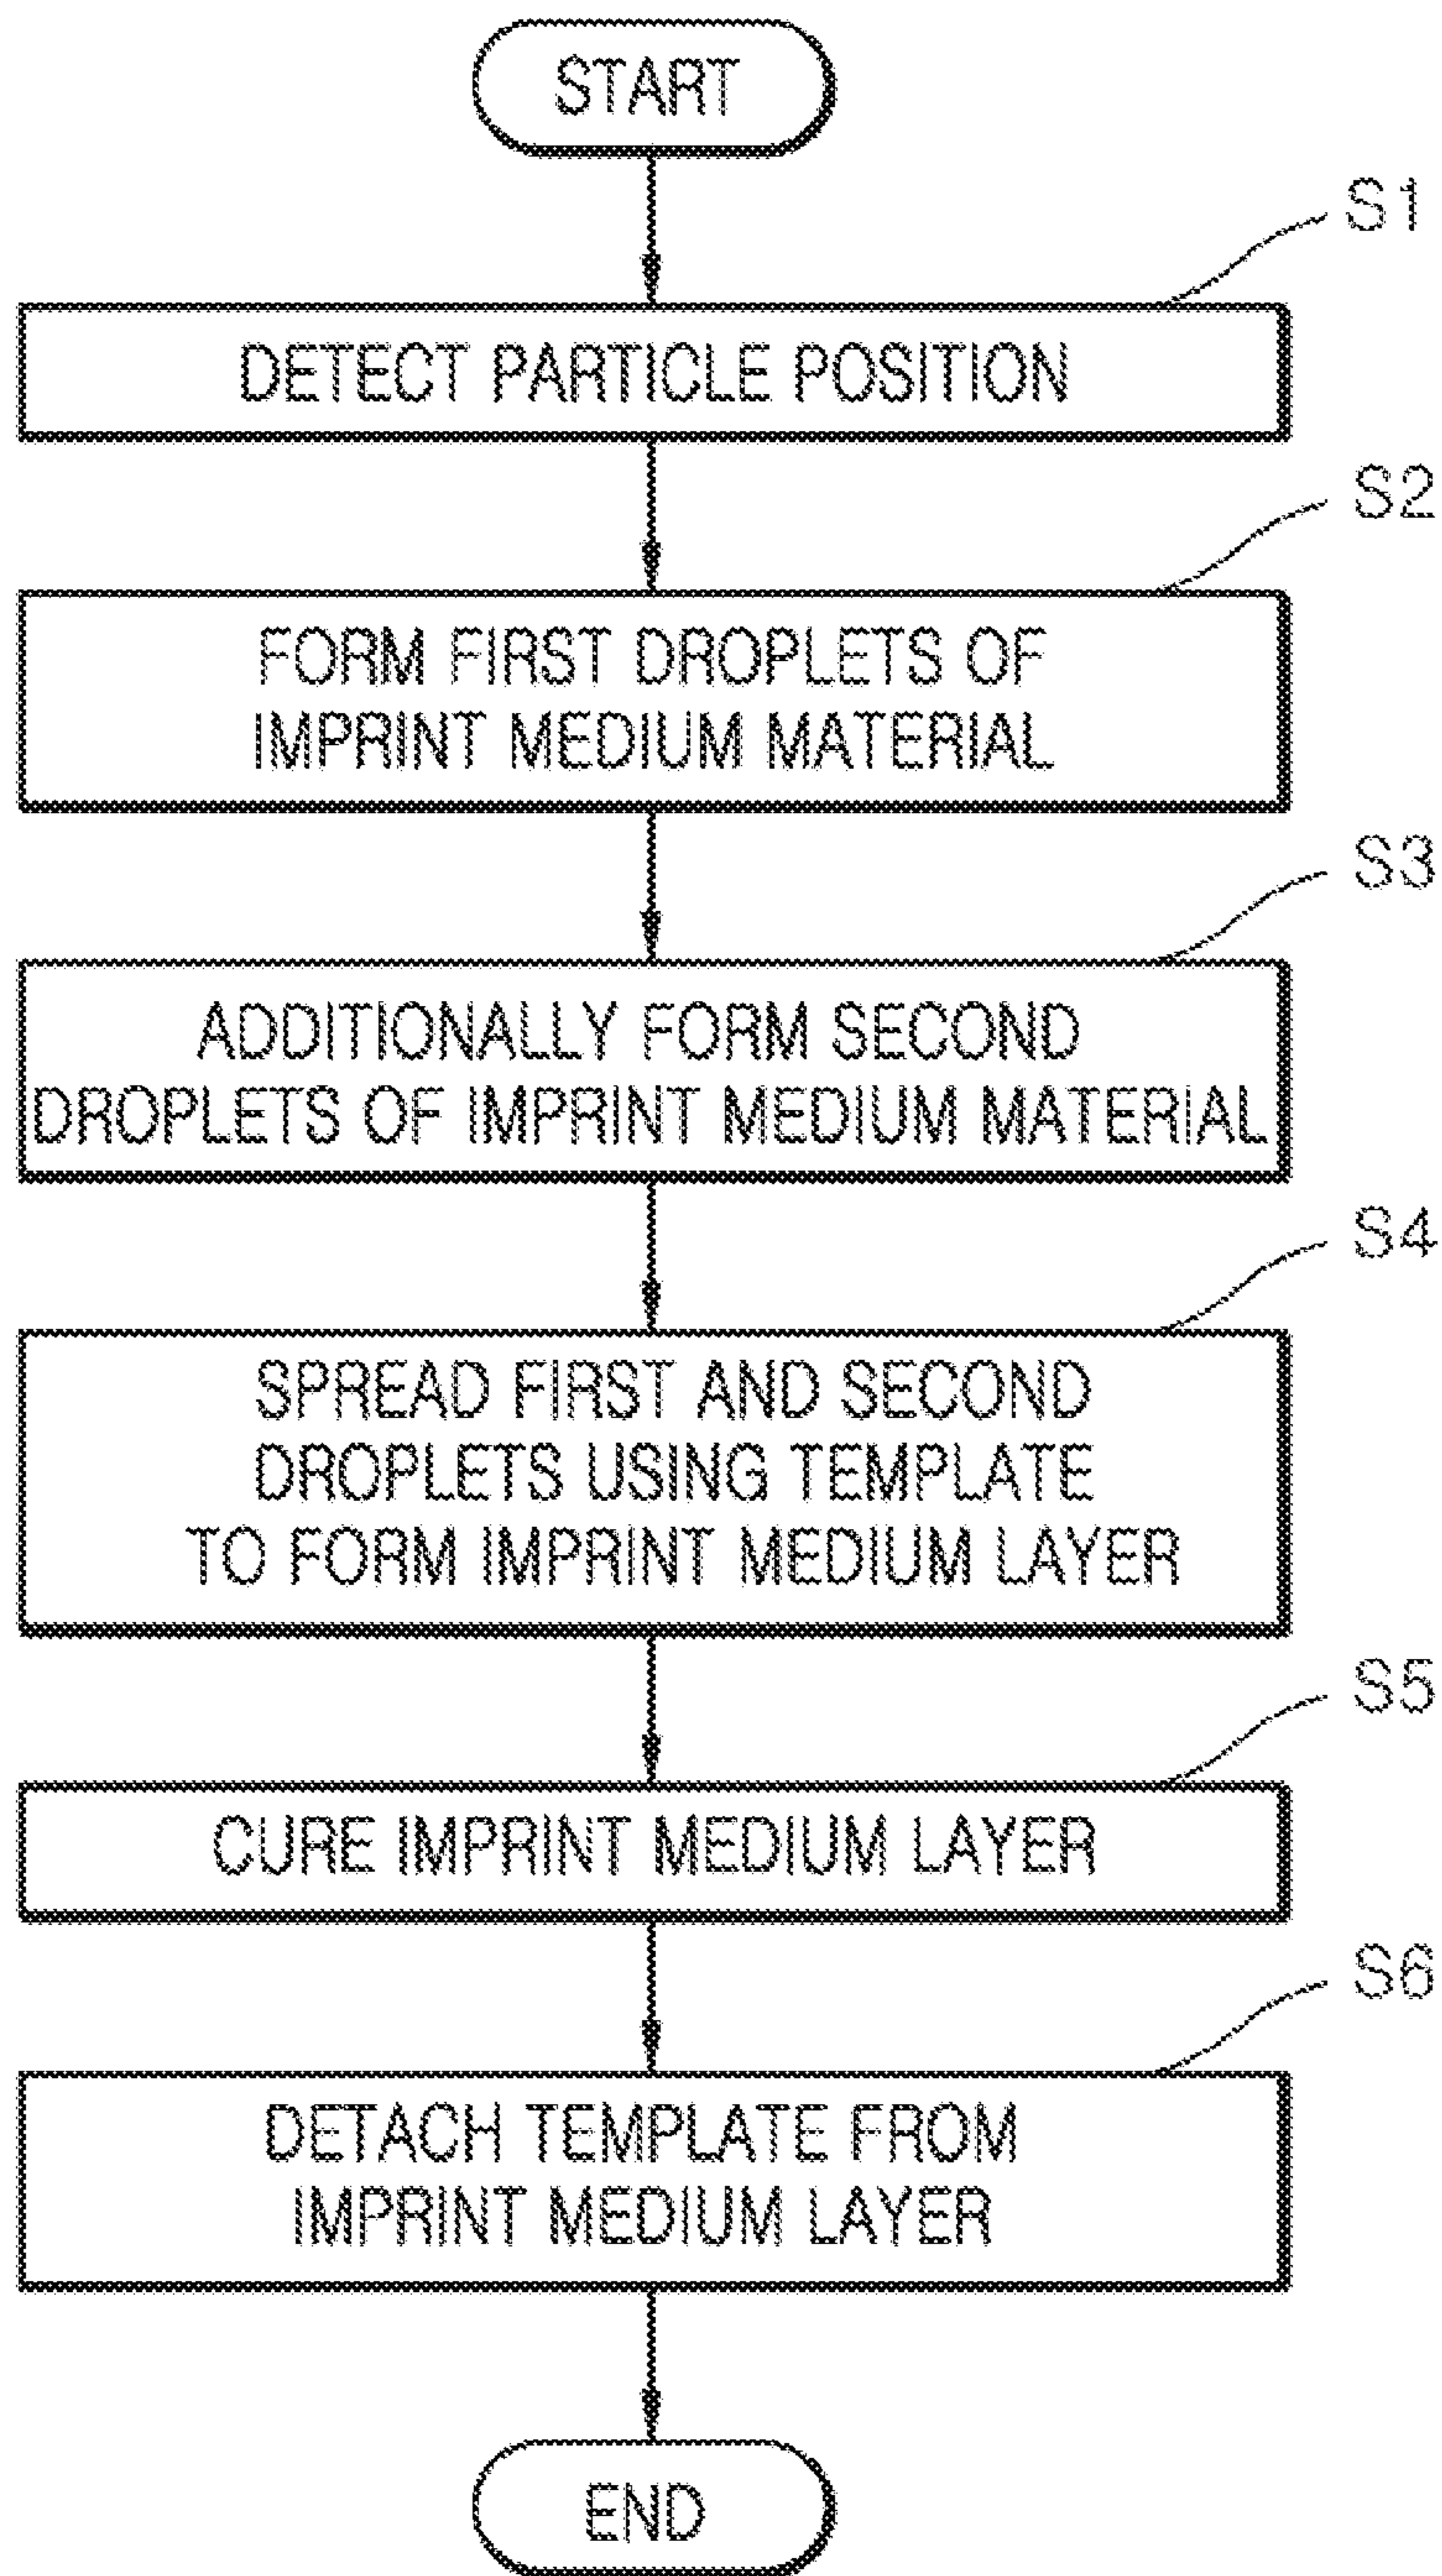 START
S1
DETECT PARTICLE POSITION
S2
FORM FIRST DROPLETS OF
IMPRINT MEDIUM MATERIAL
S3
ADDITIONALLY FORM SECOND
DROPLETS OF IMPRINT MEDIUM MATERIAL
S4
SPREAD FIRST AND SECOND
DROPLETS USING TEMPLATE
TO FORM IMPRINT MEDIUM LAYER
S5
CURE IMPRINT MEDIUM LAYER
S6
DETACH TEMPLATE FROM
IMPRINT MEDIUM LAYER
END